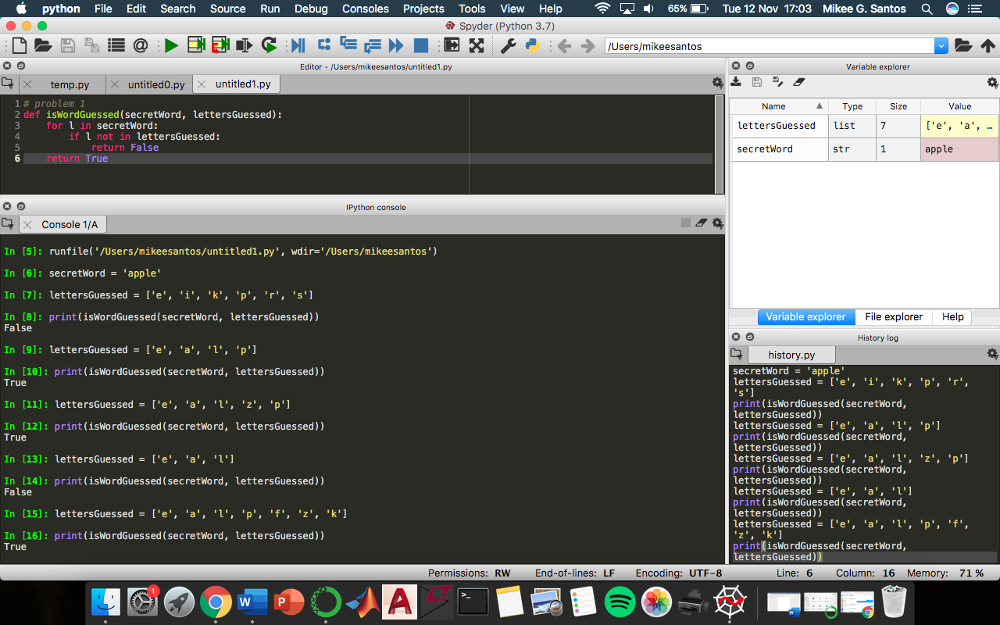 python File Edit Search Source Run Debug Consoles Projects Tools View Help 65% Tue 12 Nov 17:03 Mikee G. Santos
Spyder (Python 3.7)
/Users/mikeesantos
Editor - /Users/mikeesantos/untitled1.py
temp.py untitled0.py untitled1.py
1 # problem 1
2 def isWordGuessed(secretWord, lettersGuessed):
3     for l in secretWord:
4         if l not in lettersGuessed:
5             return False
6     return True
IPython console
Console 1/A
In [5]: runfile('/Users/mikeesantos/untitled1.py', wdir='/Users/mikeesantos')
In [6]: secretWord = 'apple'
In [7]: lettersGuessed = ['e', 'i', 'k', 'p', 'r', 's']
In [8]: print(isWordGuessed(secretWord, lettersGuessed))
False
In [9]: lettersGuessed = ['e', 'a', 'l', 'p']
In [10]: print(isWordGuessed(secretWord, lettersGuessed))
True
In [11]: lettersGuessed = ['e', 'a', 'l', 'z', 'p']
In [12]: print(isWordGuessed(secretWord, lettersGuessed))
True
In [13]: lettersGuessed = ['e', 'a', 'l']
In [14]: print(isWordGuessed(secretWord, lettersGuessed))
False
In [15]: lettersGuessed = ['e', 'a', 'l', 'p', 'f', 'z', 'k']
In [16]: print(isWordGuessed(secretWord, lettersGuessed))
True
Variable explorer
Name Type Size Value
lettersGuessed list 7 ['e', 'a', …
secretWord str 1 apple
Variable explorer File explorer Help
History log
history.py
secretWord = 'apple'
lettersGuessed = ['e', 'i', 'k', 'p', 'r',
's']
print(isWordGuessed(secretWord,
lettersGuessed))
lettersGuessed = ['e', 'a', 'l', 'p']
print(isWordGuessed(secretWord,
lettersGuessed))
lettersGuessed = ['e', 'a', 'l', 'z', 'p']
print(isWordGuessed(secretWord,
lettersGuessed))
lettersGuessed = ['e', 'a', 'l']
print(isWordGuessed(secretWord,
lettersGuessed))
lettersGuessed = ['e', 'a', 'l', 'p', 'f',
'z', 'k']
print(isWordGuessed(secretWord,
lettersGuessed))
Permissions: RW End-of-lines: LF Encoding: UTF-8 Line: 6 Column: 16 Memory: 71 %
1